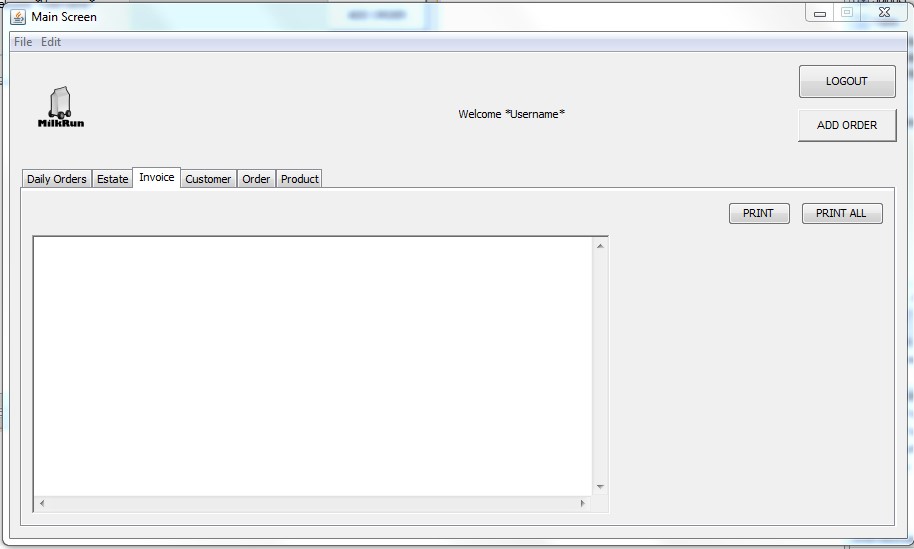 Main Screen
File Edit
LOGOUT
MilkRun
Welcome *Username*
ADD ORDER
Daily Orders Estate Invoice Customer Order Product
PRINT PRINT ALL